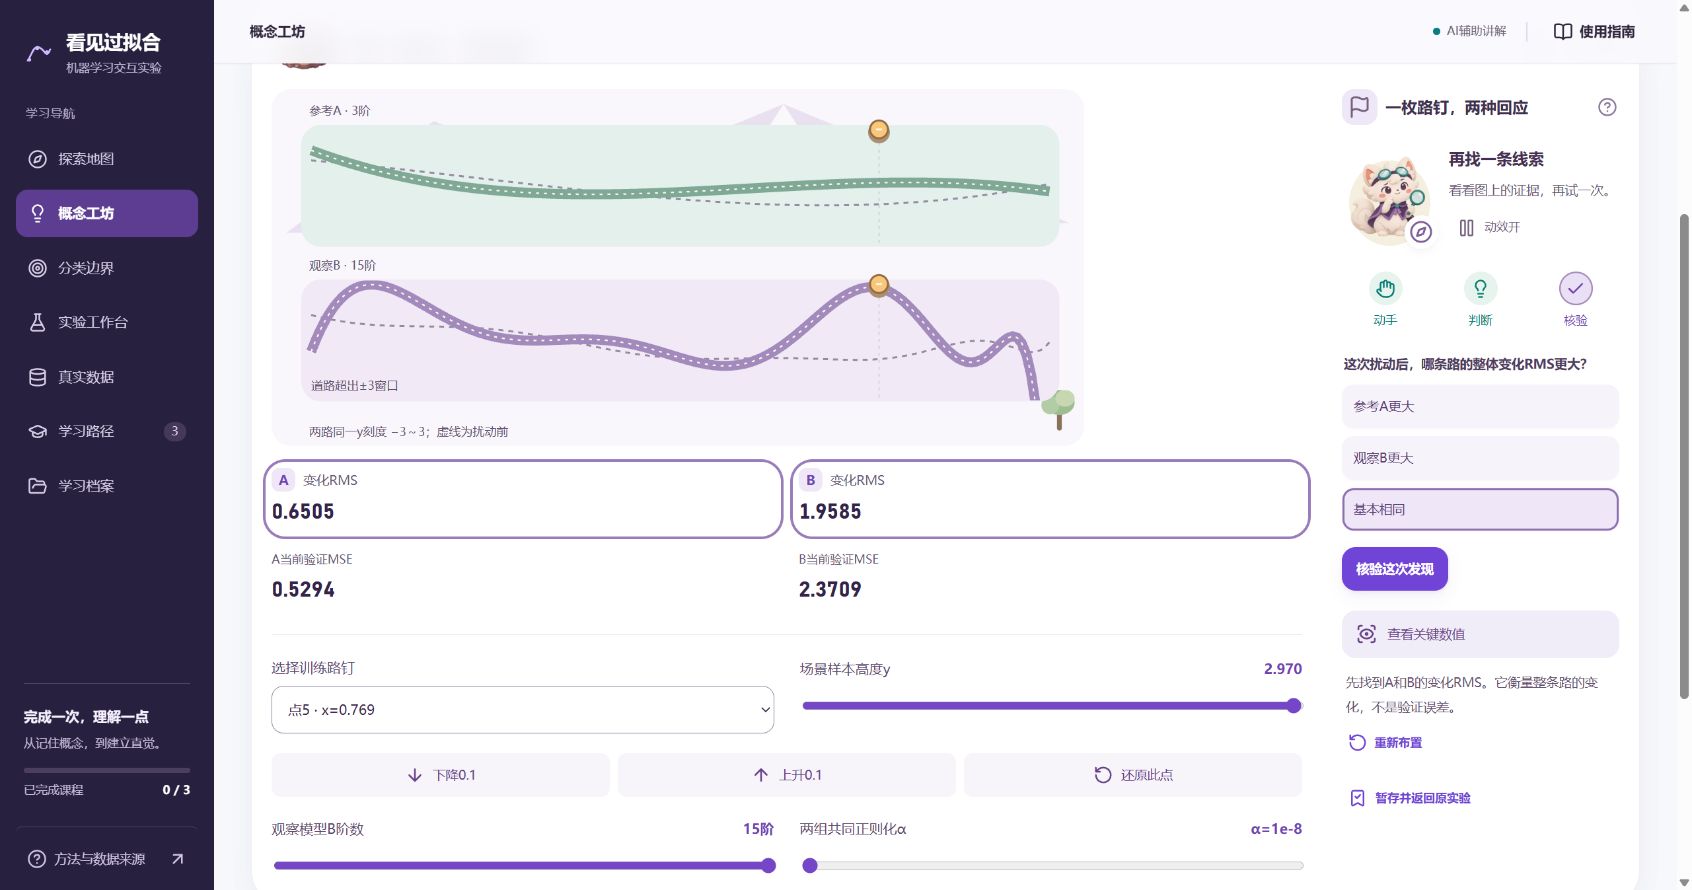 看见过拟合
机器学习交互实验
学习导航
探索地图
概念工坊
分类边界
实验工作台
真实数据
学习路径 3
学习档案
完成一次，理解一点
从记住概念，到建立直觉。
已完成课程 0 / 3
方法与数据来源
概念工坊
AI辅助讲解
使用指南
参考A · 3阶
观察B · 15阶
道路超出±3窗口
两路同一y刻度 −3 ~ 3；虚线为扰动前
A 变化RMS
0.6505
B 变化RMS
1.9585
A当前验证MSE
0.5294
B当前验证MSE
2.3709
选择训练路钉
点5 · x=0.769
场景样本高度y 2.970
下降0.1
上升0.1
还原此点
观察模型B阶数 15阶
两组共同正则化α α=1e-8
一枚路钉，两种回应
再找一条线索
看看图上的证据，再试一次。
动效开
动手
判断
核验
这次扰动后，哪条路的整体变化RMS更大?
参考A更大
观察B更大
基本相同
核验这次发现
查看关键数值
先找到A和B的变化RMS。它衡量整条路的变
化，不是验证误差。
重新布置
暂存并返回原实验